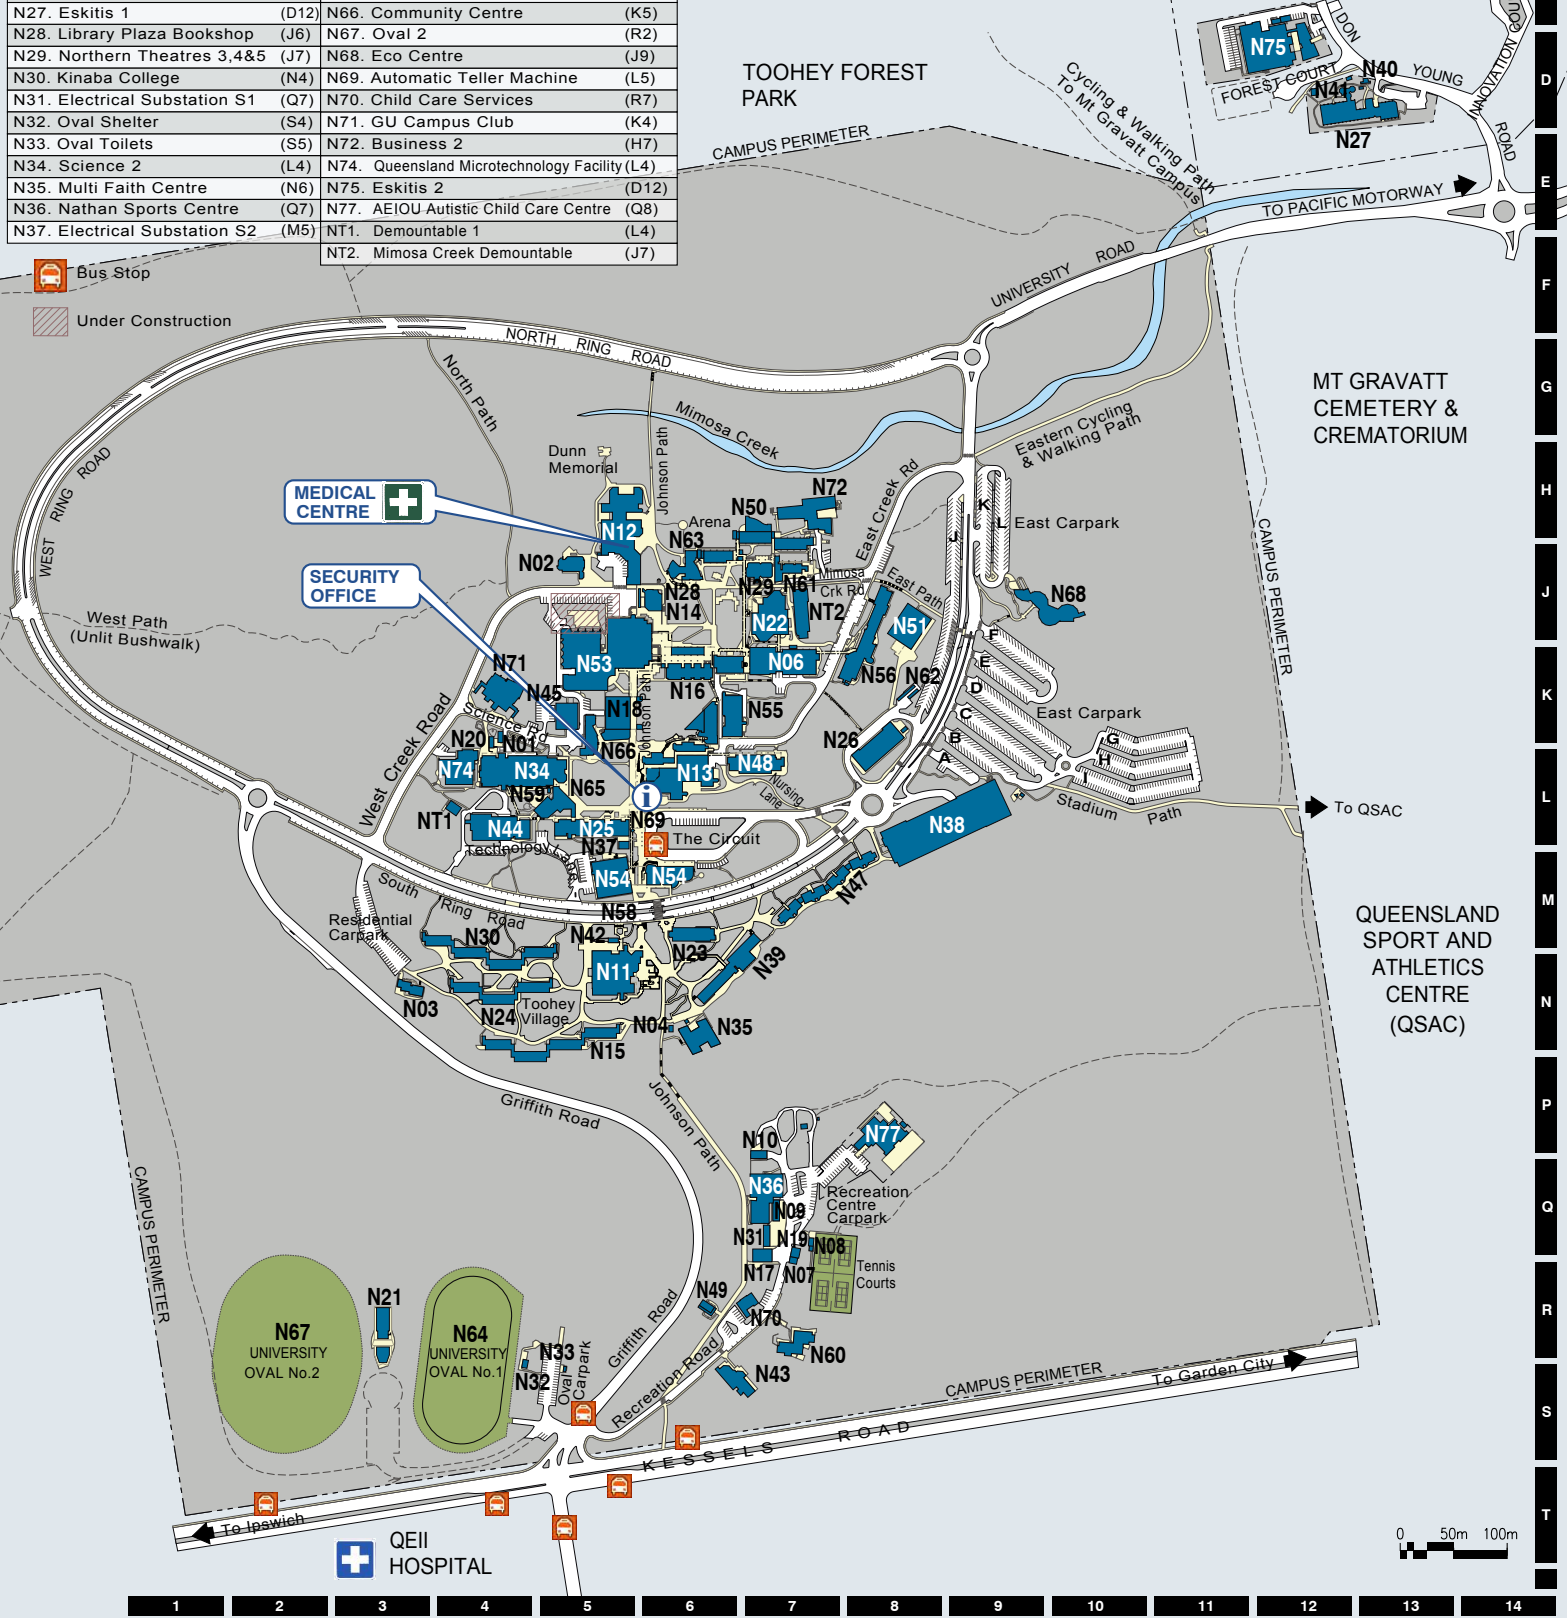 N27. Eskitis 1 (D12) N66. Community Centre (K5)
N28. Library Plaza Bookshop (J6) N67. Oval 2 (R2)
N29. Northern Theatres 3,4&5 (J7) N68. Eco Centre (J9)
N30. Kinaba College (N4) N69. Automatic Teller Machine (L5)
N31. Electrical Substation S1 (Q7) N70. Child Care Services (R7)
N32. Oval Shelter (S4) N71. GU Campus Club (K4)
N33. Oval Toilets (S5) N72. Business 2 (H7)
N34. Science 2 (L4) N74. Queensland Microtechnology Facility (L4)
N35. Multi Faith Centre (N6) N75. Eskitis 2 (D12)
N36. Nathan Sports Centre (Q7) N77. AEIOU Autistic Child Care Centre (Q8)
N37. Electrical Substation S2 (M5) NT1. Demountable 1 (L4)
NT2. Mimosa Creek Demountable (J7)
Bus Stop
Under Construction
TOOHEY FOREST
PARK
CAMPUS PERIMETER
Cycling & Walking Path
To Mt Gravatt Campus
N75
DON
YOUNG
ROAD
FOREST COURT
N40
N41
N27
INNOVATION
ROAD
TO PACIFIC MOTORWAY
UNIVERSITY ROAD
NORTH RING ROAD
North Path
WEST RING ROAD
Mimosa Creek
Johnson Path
Eastern Cycling
& Walking Path
MT GRAVATT
CEMETERY &
CREMATORIUM
Dunn
Memorial
MEDICAL
CENTRE
SECURITY
OFFICE
N12
N02
Arena
N63
N50
N72
East Creek Rd
J
K
L
East Carpark
N28
N14
N29
N61
Mimosa
Crk Rd
NT2
East Path
N22
N51
N68
West Path
(Unlit Bushwalk)
N71
N45
N53
N16
N06
N56
N62
F
E
D
C
B
A
East Carpark
G
H
I
CAMPUS PERIMETER
West Creek Road
Science Rd
N18
Johnson Path
N55
N26
N20
N01
N66
N74
N34
N65
N13
N48
Nursing
Lane
N59
NT1
N44
N25
N69
The Circuit
N38
Stadium Path
To QSAC
N37
Technology Lane
N54
N54
N47
South Ring Road
N58
Residential
Carpark
N30
N42
N23
N39
N11
N03
N24
Toohey
Village
N04
N35
N15
QUEENSLAND
SPORT AND
ATHLETICS
CENTRE
(QSAC)
Griffith Road
Johnson Path
N10
N77
N36
N09
Recreation
Centre
Carpark
N31
N19
N08
N17
N07
Tennis
Courts
CAMPUS PERIMETER
N21
N67
UNIVERSITY
OVAL No.2
N64
UNIVERSITY
OVAL No.1
N33
N32
Oval
Carpark
Griffith Road
N49
N70
N60
N43
Recreation Road
CAMPUS PERIMETER
To Garden City
KESSELS ROAD
To Ipswich
QEII
HOSPITAL
0 50m 100m
D
E
F
G
H
J
K
L
M
N
P
Q
R
S
T
1 2 3 4 5 6 7 8 9 10 11 12 13 14